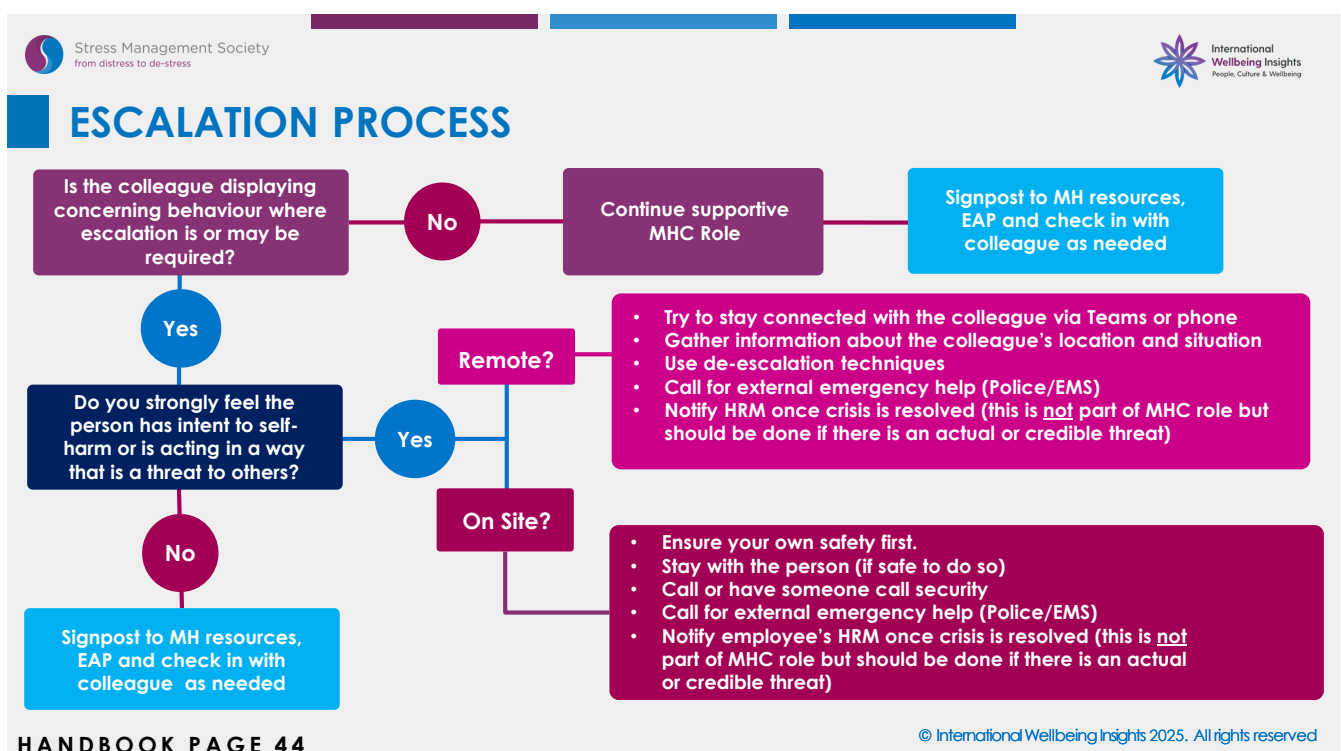 Stress Management Society
from distress to de-stress
International
Wellbeing Insights
People, Culture & Wellbeing
ESCALATION PROCESS
Is the colleague displaying
concerning behaviour where
escalation is or may be
required?
No
Continue supportive
MHC Role
Signpost to MH resources,
EAP and check in with
colleague as needed
Yes
Do you strongly feel the
person has intent to self-
harm or is acting in a way
that is a threat to others?
Yes
Remote?
• Try to stay connected with the colleague via Teams or phone
• Gather information about the colleague's location and situation
• Use de-escalation techniques
• Call for external emergency help (Police/EMS)
• Notify HRM once crisis is resolved (this is not part of MHC role but
should be done if there is an actual or credible threat)
On Site?
• Ensure your own safety first.
• Stay with the person (if safe to do so)
• Call or have someone call security
• Call for external emergency help (Police/EMS)
• Notify employee's HRM once crisis is resolved (this is not
part of MHC role but should be done if there is an actual
or credible threat)
No
Signpost to MH resources,
EAP and check in with
colleague as needed
HANDBOOK PAGE 44
© International Wellbeing Insights 2025. All rights reserved